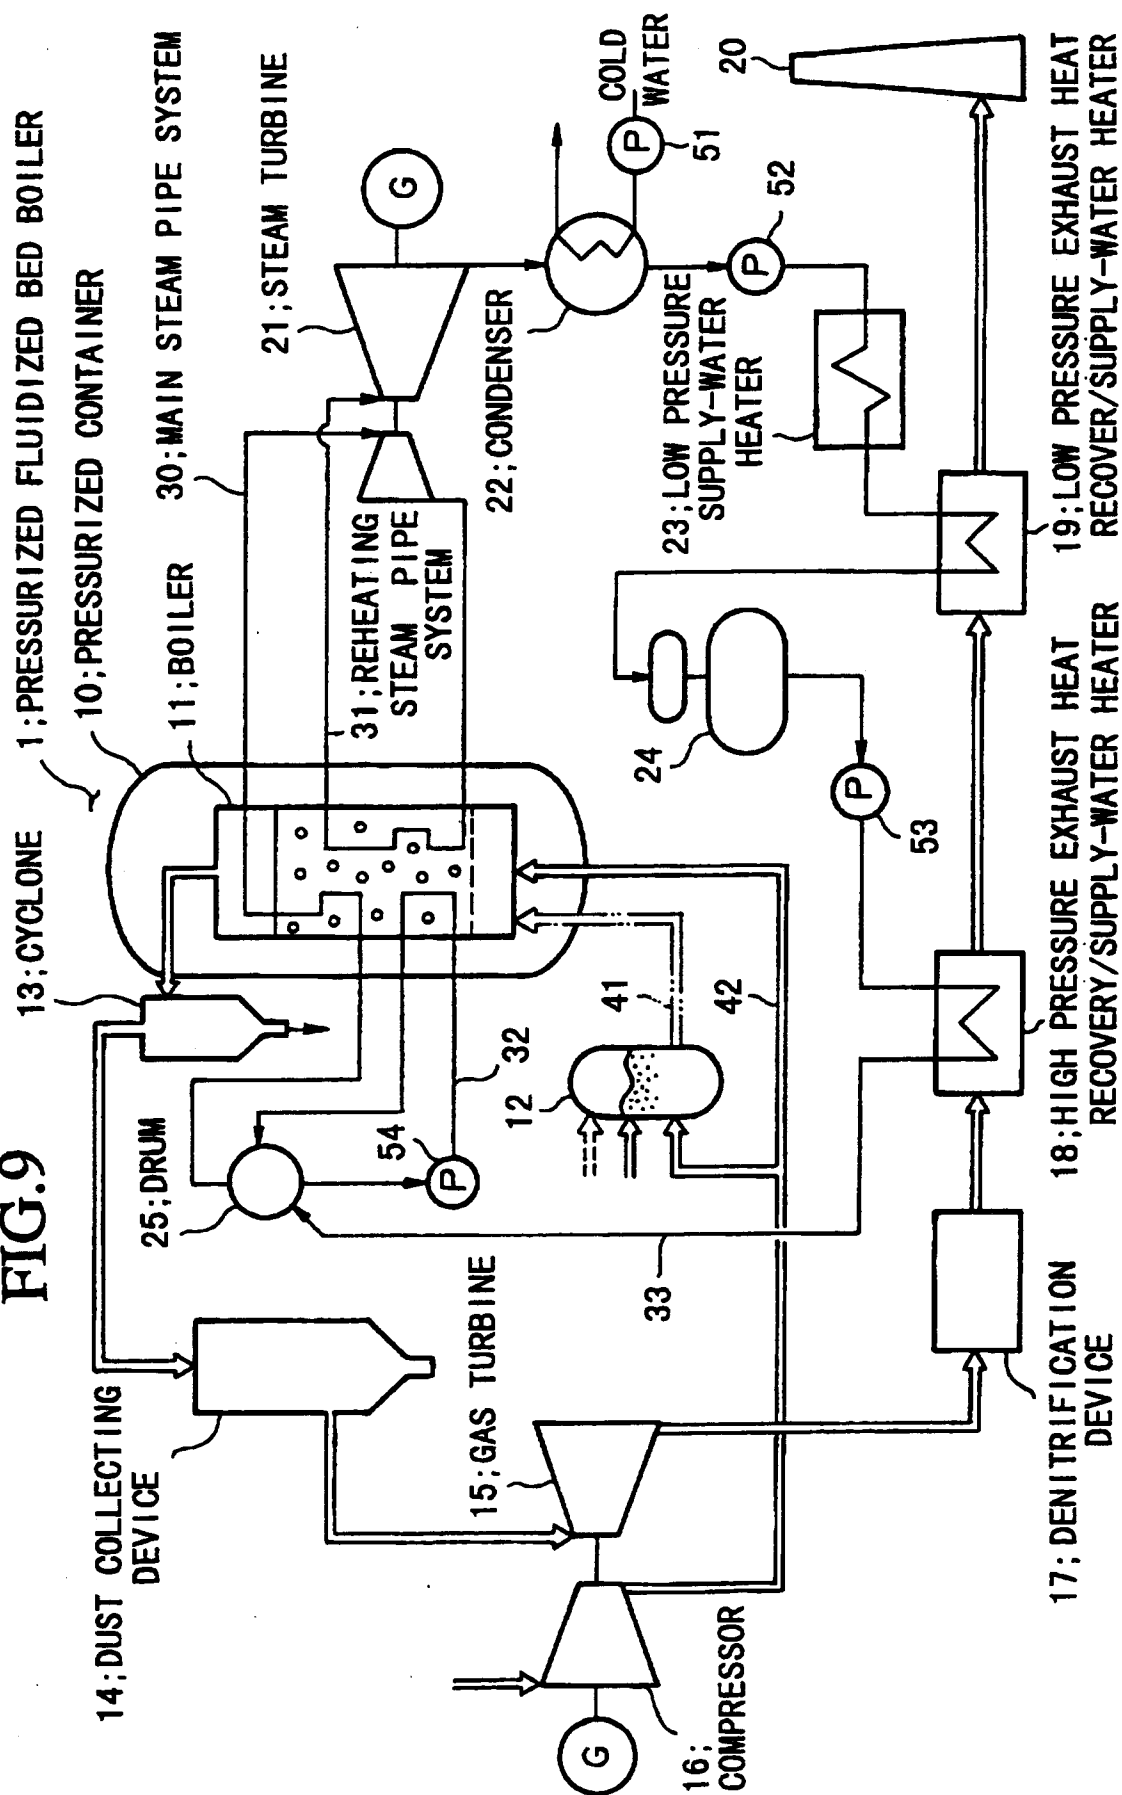 FIG.9
1;PRESSURIZED FLUIDIZED BED BOILER
10;PRESSURIZED CONTAINER
13;CYCLONE
11;BOILER
30;MAIN STEAM PIPE SYSTEM
14;DUST COLLECTING
DEVICE
25;DRUM
21;STEAM TURBINE
31;REHEATING
STEAM PIPE
SYSTEM
G
54
P
32
22;CONDENSER
COLD
WATER
P
51
12
41
15;GAS TURBINE
23;LOW PRESSURE
SUPPLY-WATER
HEATER
P
52
G
16;
COMPRESSOR
33
42
24
20
P
53
17;DENITRIFICATION
DEVICE
18;HIGH PRESSURE EXHAUST HEAT
RECOVERY/SUPPLY-WATER HEATER
19;LOW PRESSURE EXHAUST HEAT
RECOVER/SUPPLY-WATER HEATER